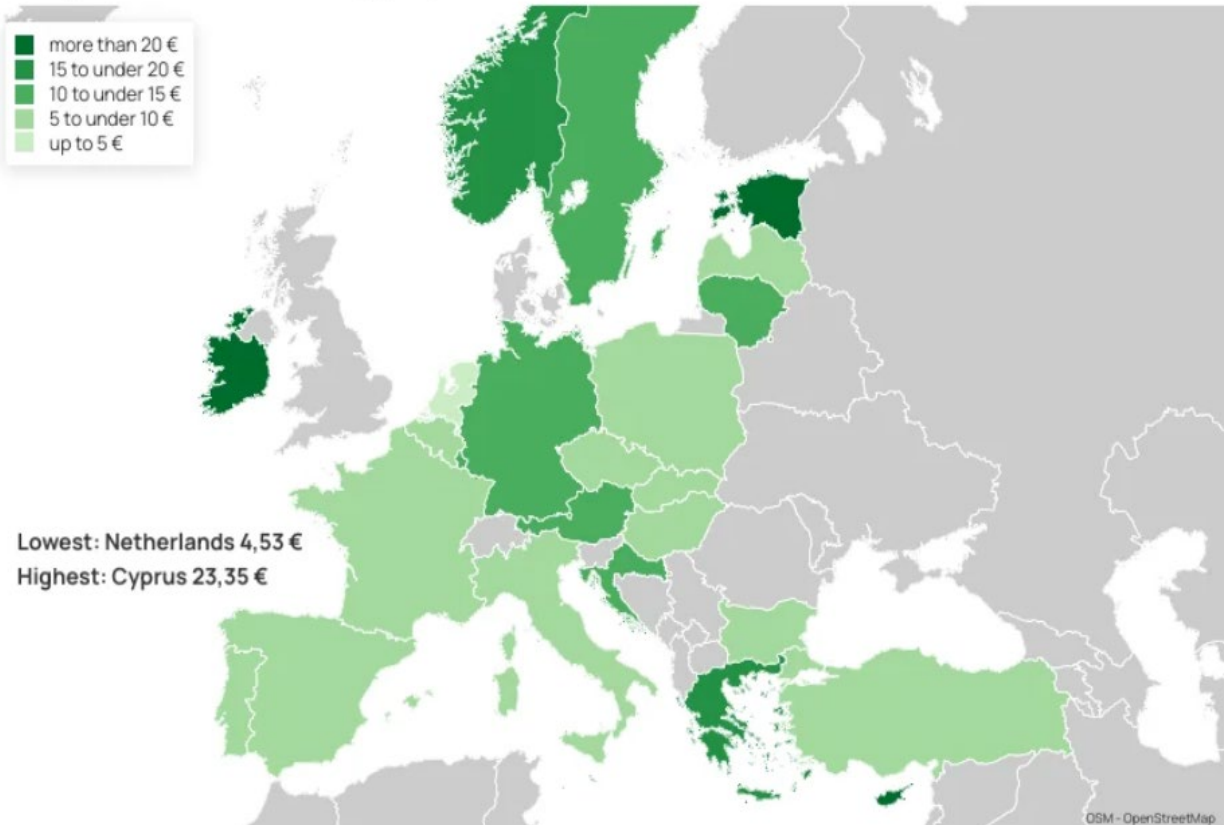 more than 20 €
15 to under 20 €
10 to under 15 €
5 to under 10 €
up to 5 €
Lowest: Netherlands 4,53 €
Highest: Cyprus 23,35 €
OSM - OpenStreetMap